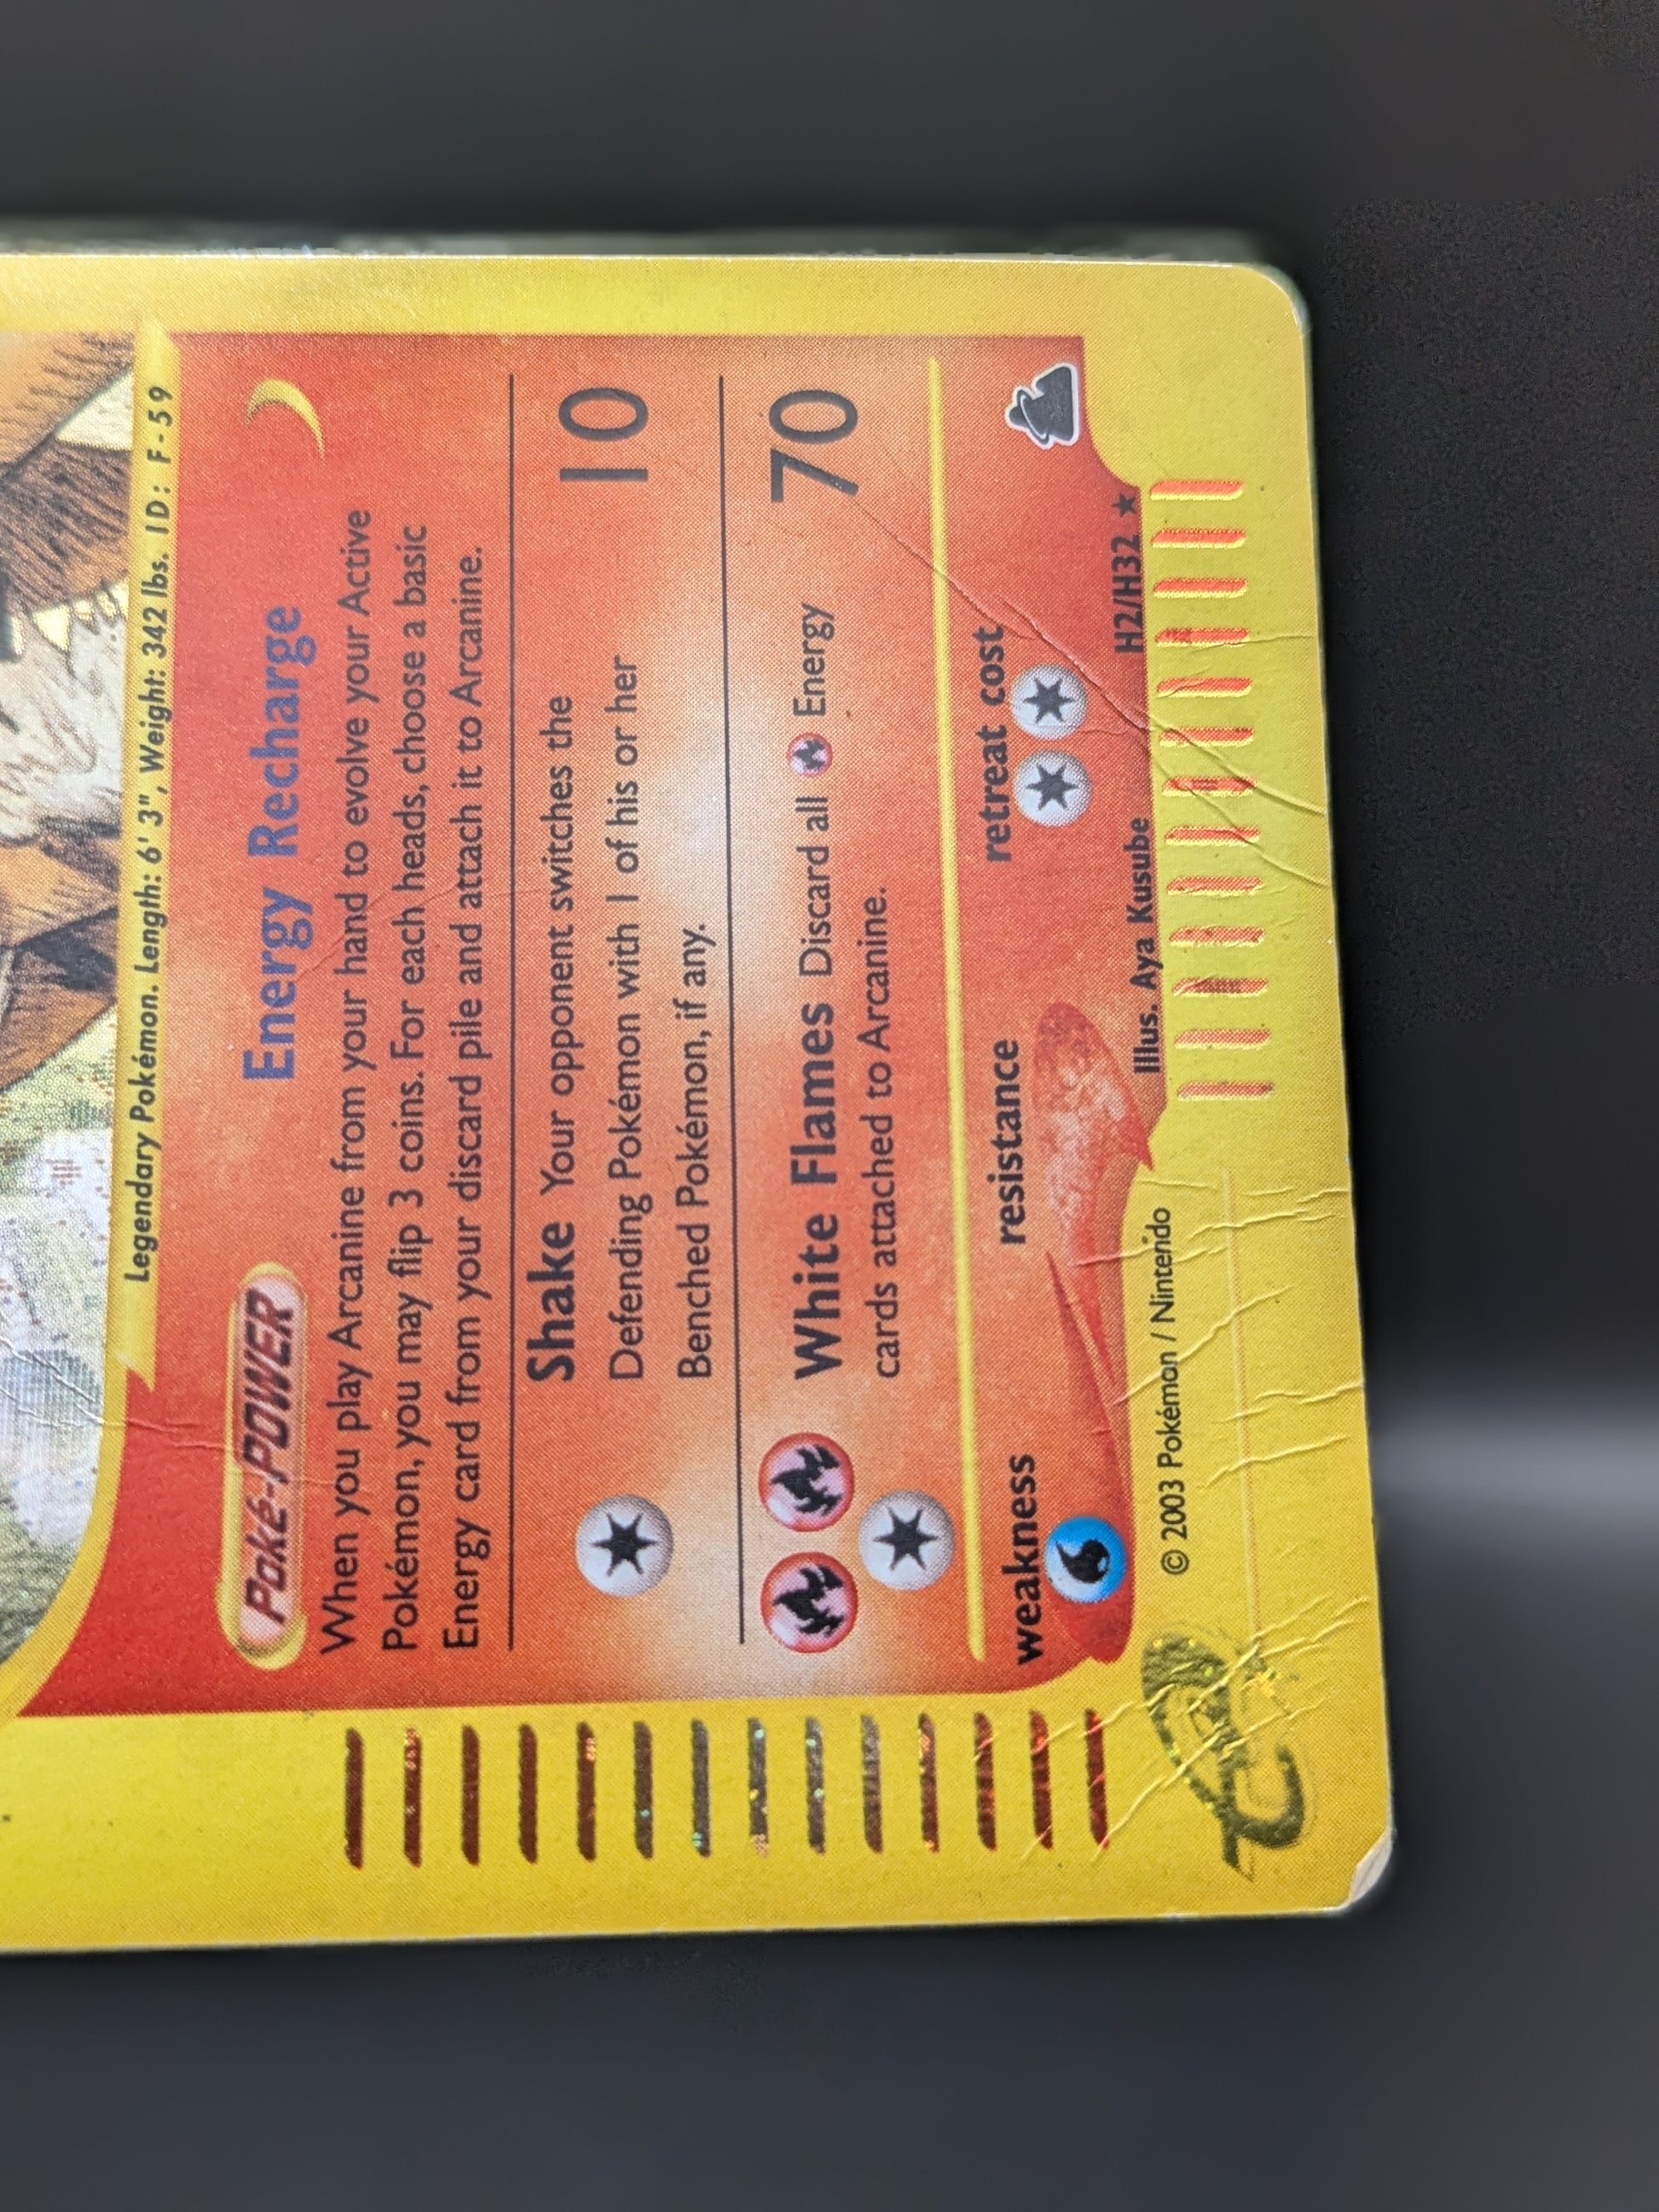 Legendary Pokémon. Length: 6' 3", Weight: 342 lbs. ID: F-59
Poké-POWER Energy Recharge
When you play Arcanine from your hand to evolve your Active
Pokémon, you may flip 3 coins. For each heads, choose a basic
Energy card from your discard pile and attach it to Arcanine.
Shake Your opponent switches the
Defending Pokémon with 1 of his or her
Benched Pokémon, if any.
10
White Flames Discard all Energy
cards attached to Arcanine.
70
weakness resistance retreat cost
Illus. Aya Kusube H2/H32 ★
© 2003 Pokémon / Nintendo
e